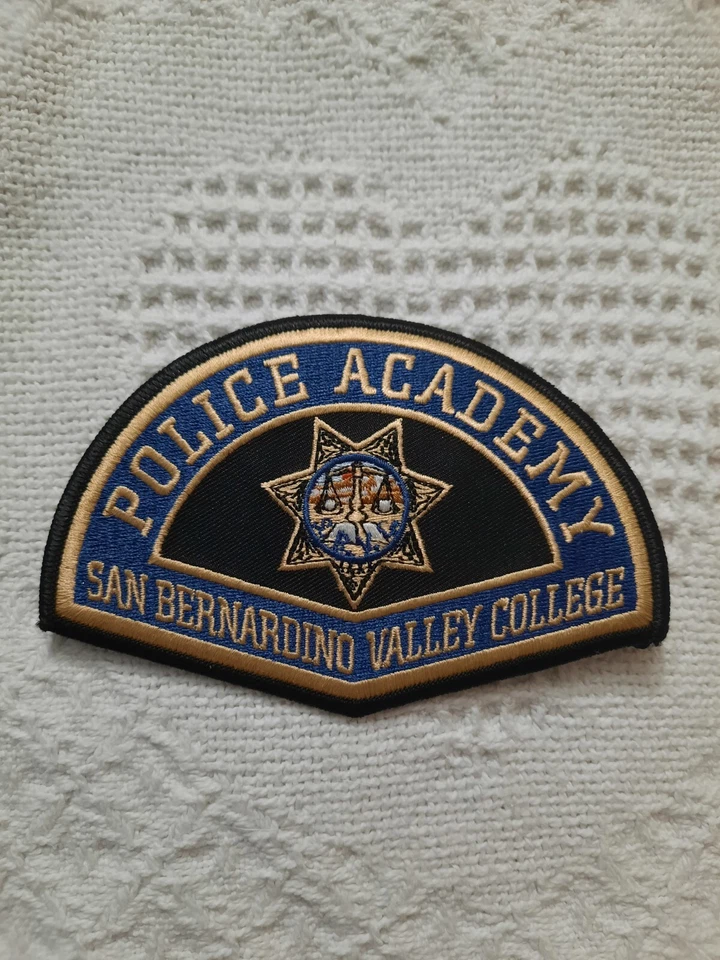 POLICE ACADEMY
SAN BERNARDINO VALLEY COLLEGE